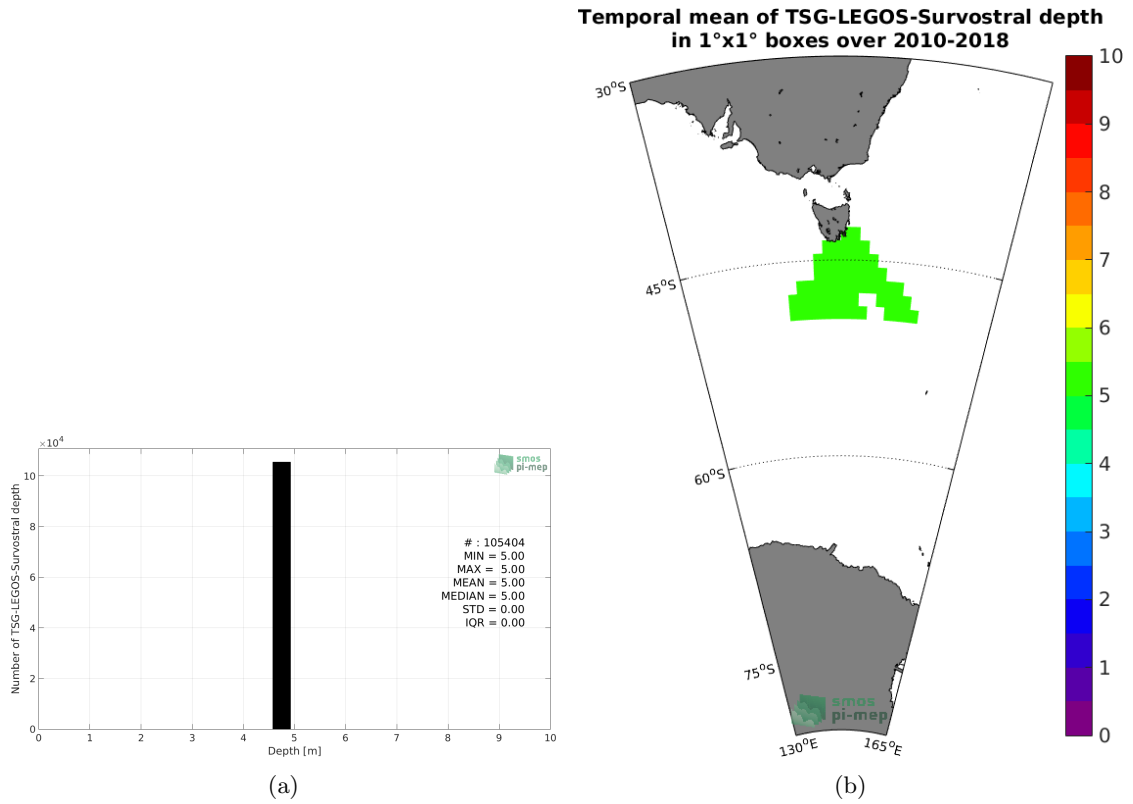 Temporal mean of TSG-LEGOS-Survostral depth
in 1°x1° boxes over 2010-2018
30°S
45°S
60°S
75°S
130°E
165°E
10
9
8
7
6
5
4
3
2
1
0
smos
pi-mep
(b)
×10⁴
10
8
6
4
2
0
Number of TSG-LEGOS-Survostral depth
smos
pi-mep
# : 105404
MIN = 5.00
MAX = 5.00
MEAN = 5.00
MEDIAN = 5.00
STD = 0.00
IQR = 0.00
0 1 2 3 4 5 6 7 8 9 10
Depth [m]
(a)